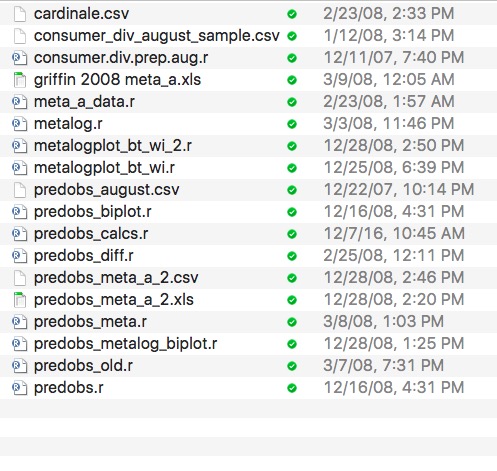 cardinale.csv 2/23/08, 2:33 PM
consumer_div_august_sample.csv 1/12/08, 3:14 PM
consumer.div.prep.aug.r 12/11/07, 7:40 PM
griffin 2008 meta_a.xls 3/9/08, 12:05 AM
meta_a_data.r 2/23/08, 1:57 AM
metalog.r 3/3/08, 11:46 PM
metalogplot_bt_wi_2.r 12/28/08, 2:50 PM
metalogplot_bt_wi.r 12/25/08, 6:39 PM
predobs_august.csv 12/22/07, 10:14 PM
predobs_biplot.r 12/16/08, 4:31 PM
predobs_calcs.r 12/7/16, 10:45 AM
predobs_diff.r 2/25/08, 12:11 PM
predobs_meta_a_2.csv 12/28/08, 2:46 PM
predobs_meta_a_2.xls 12/28/08, 2:20 PM
predobs_meta.r 3/8/08, 1:03 PM
predobs_metalog_biplot.r 12/28/08, 1:25 PM
predobs_old.r 3/7/08, 7:31 PM
predobs.r 12/16/08, 4:31 PM